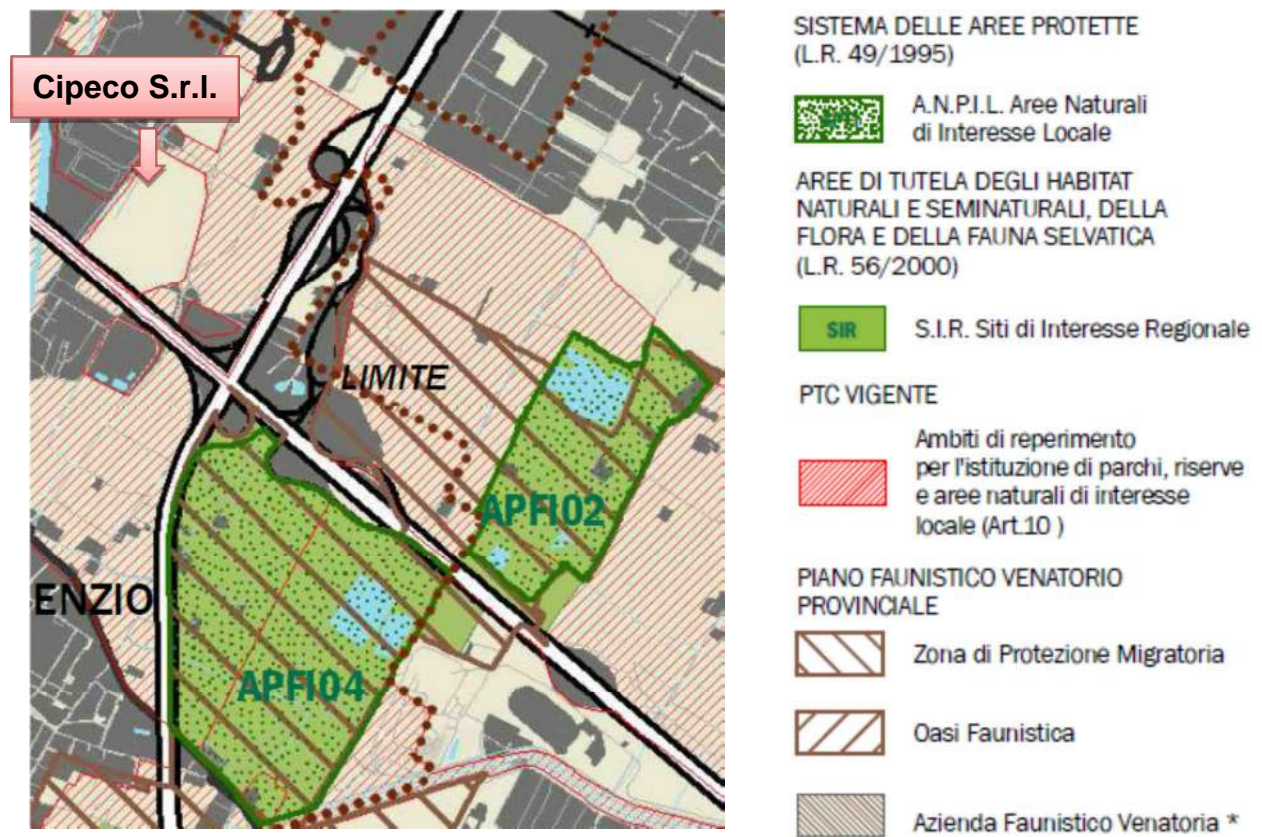 Cipeco S.r.l.
LIMITE
APFI02
ENZIO
APFI04
SISTEMA DELLE AREE PROTETTE
(L.R. 49/1995)
A.N.P.I.L. Aree Naturali
di Interesse Locale
AREE DI TUTELA DEGLI HABITAT
NATURALI E SEMINATURALI, DELLA
FLORA E DELLA FAUNA SELVATICA
(L.R. 56/2000)
SIR
S.I.R. Siti di Interesse Regionale
PTC VIGENTE
Ambiti di reperimento
per l'istituzione di parchi, riserve
e aree naturali di interesse
locale (Art.10 )
PIANO FAUNISTICO VENATORIO
PROVINCIALE
Zona di Protezione Migratoria
Oasi Faunistica
Azienda Faunistico Venatoria *